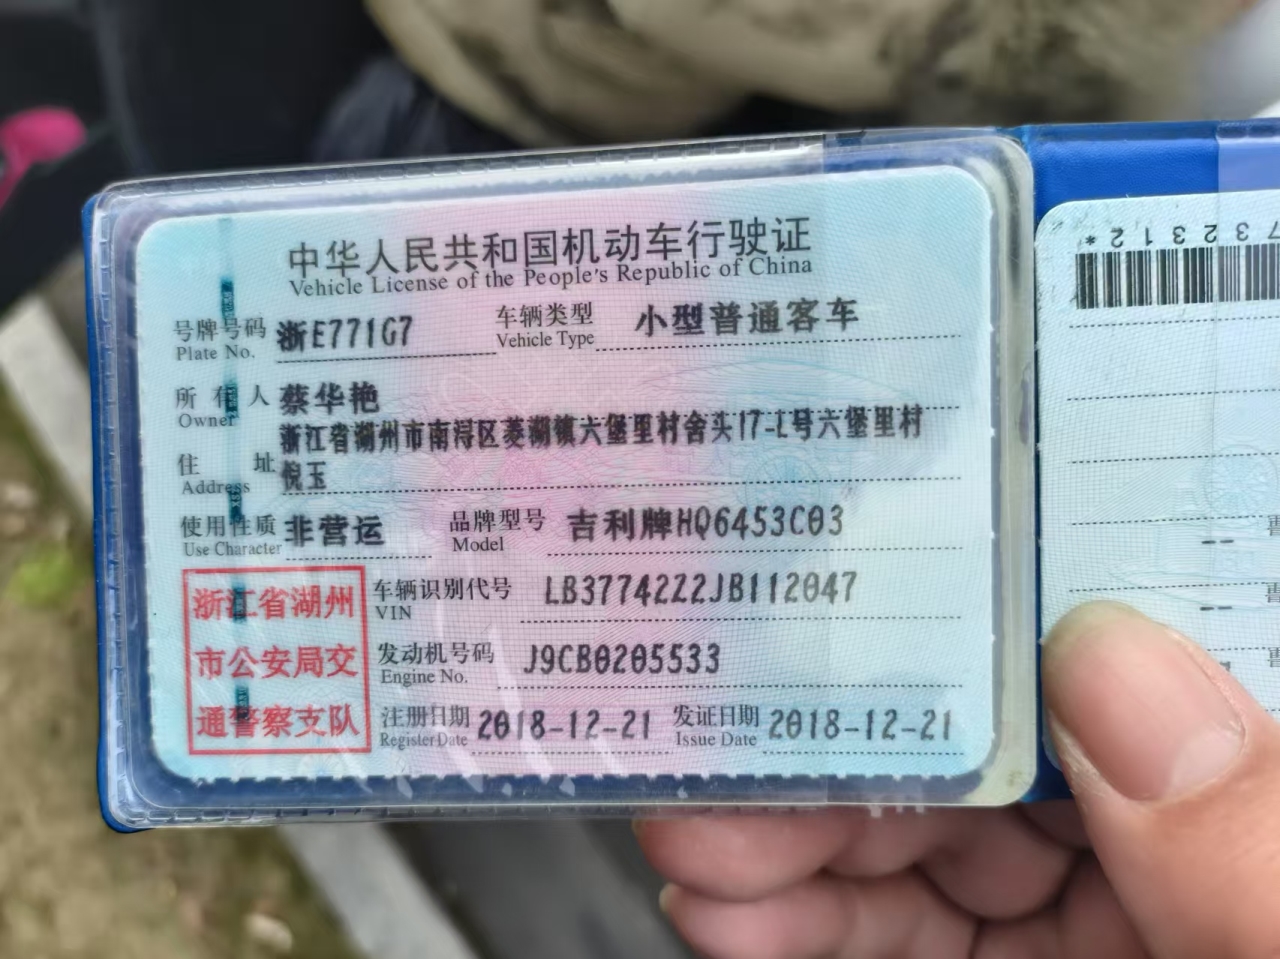 中华人民共和国机动车行驶证
Vehicle License of the People's Republic of China
号牌号码 浙E771G7 车辆类型 小型普通客车
Plate No. Vehicle Type
所有人 蔡华艳
Owner
浙江省湖州市南浔区菱湖镇六堡里村舍头17-1号六堡里村
住址 倪玉
Address
使用性质 非营运 品牌型号 吉利牌HQ6453C03
Use Character Model
车辆识别代号 LB37742Z2JB112047
VIN
发动机号码 J9CB0205533
Engine No.
注册日期 2018-12-21 发证日期 2018-12-21
Register Date Issue Date
浙江省湖州
市公安局交
通警察支队